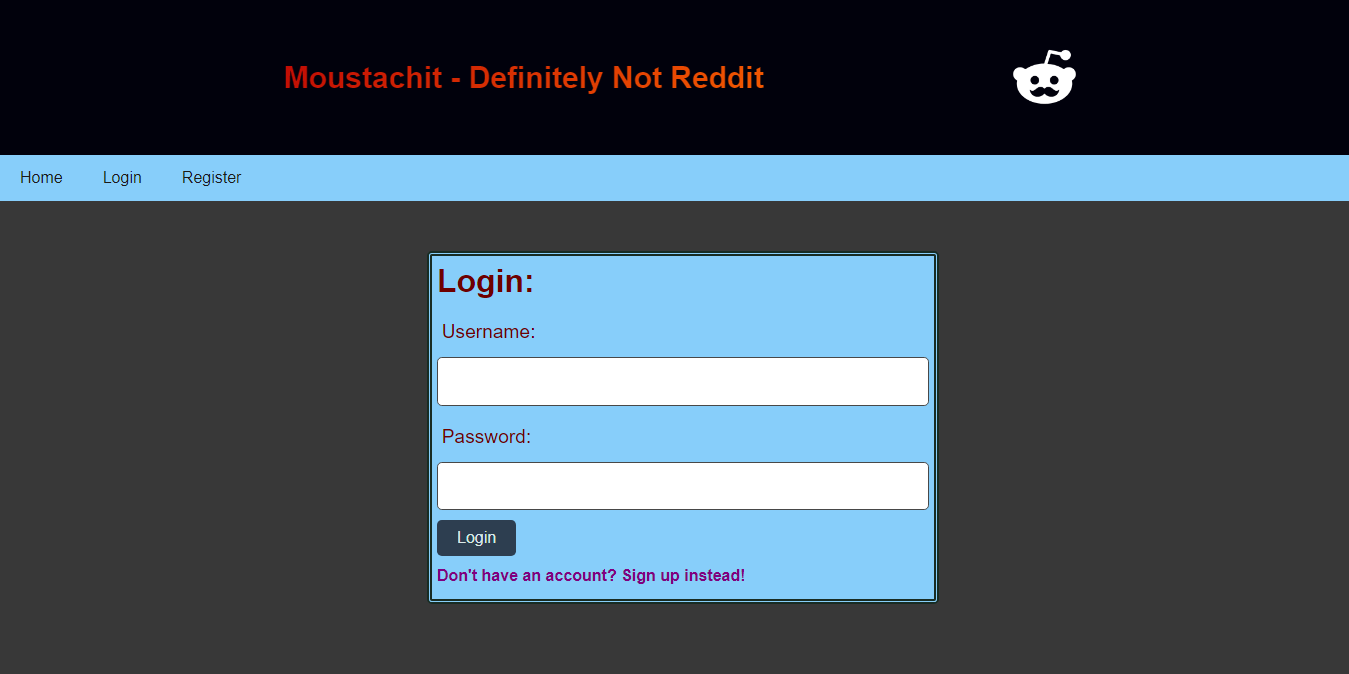 Moustachit - Definitely Not Reddit
Home Login Register
Login:
Username:
Password:
Login
Don't have an account? Sign up instead!